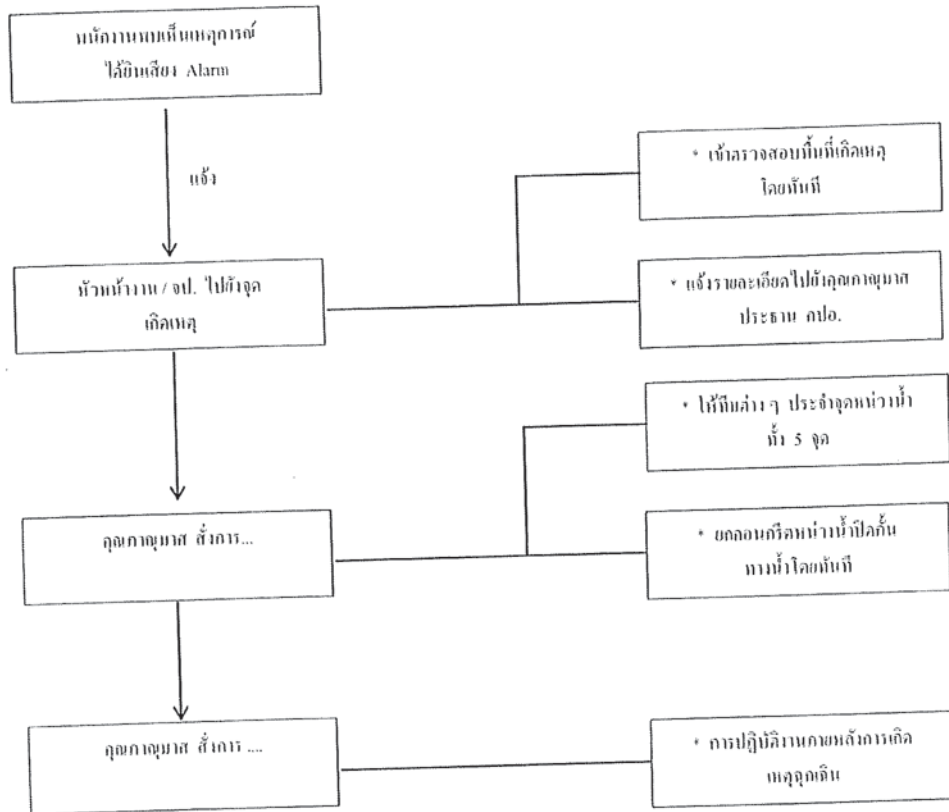 พนักงานพบเห็นเหตุการณ์
ได้ยินเสียง Alarm
แจ้ง
* เข้าตรวจสอบพื้นที่เกิดเหตุ
โดยทันที
หัวหน้างาน / จป. ไปยังจุด
เกิดเหตุ
* แจ้งรายละเอียดไปยังคุณภาณุมาส
ประธาน คปอ.
* ให้ทีมต่าง ๆ ประจำจุดหน่วงน้ำ
ทั้ง 5 จุด
คุณภาณุมาส สั่งการ...
* ยกคอนกรีตหน่วงน้ำปิดกั้น
ทางน้ำโดยทันที
คุณภาณุมาส สั่งการ ....
* การปฏิบัติงานภายหลังการเกิด
เหตุฉุกเฉิน